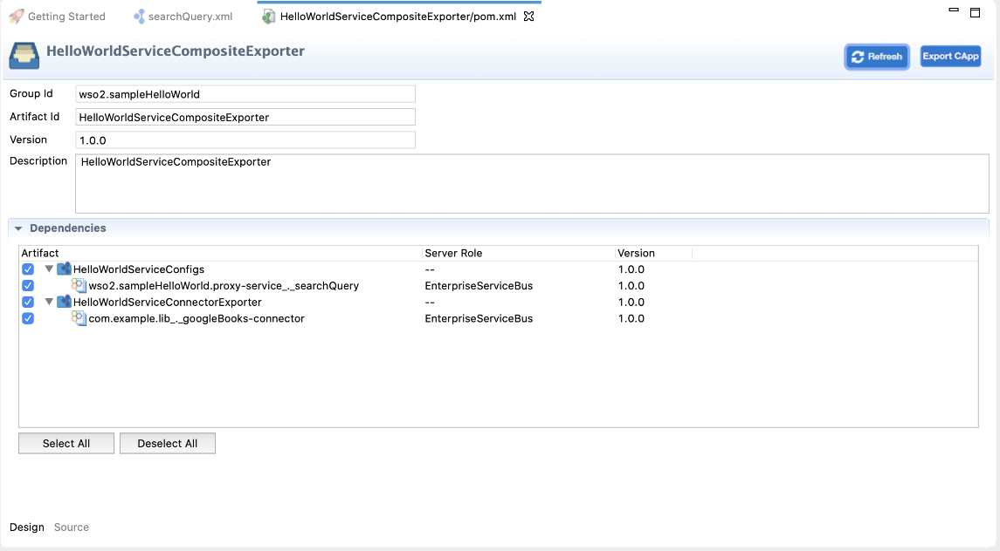 Getting Started searchQuery.xml HelloWorldServiceCompositeExporter/pom.xml
HelloWorldServiceCompositeExporter Refresh Export CApp
Group Id wso2.sampleHelloWorld
Artifact Id HelloWorldServiceCompositeExporter
Version 1.0.0
Description HelloWorldServiceCompositeExporter
Dependencies
Artifact Server Role Version
HelloWorldServiceConfigs -- 1.0.0
wso2.sampleHelloWorld.proxy-service_._searchQuery EnterpriseServiceBus 1.0.0
HelloWorldServiceConnectorExporter -- 1.0.0
com.example.lib_._googleBooks-connector EnterpriseServiceBus 1.0.0
Select All Deselect All
Design Source